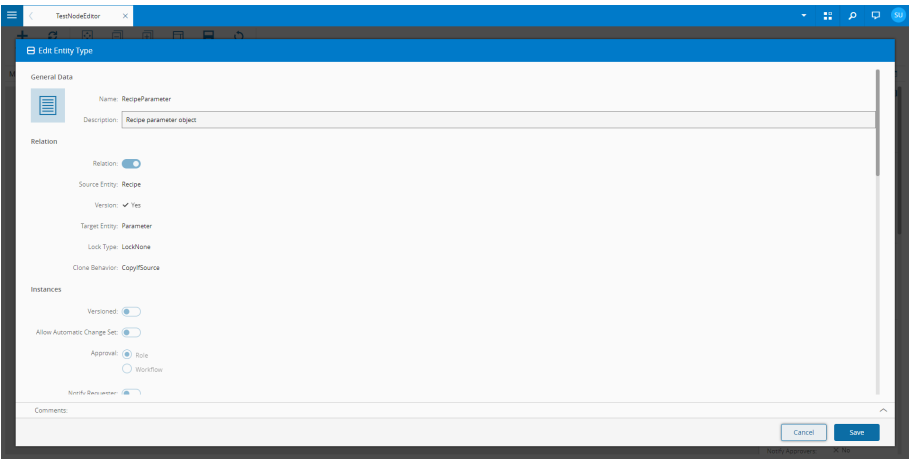 TestNodeEditor
SU
Edit Entity Type
General Data
Name: RecipeParameter
Description: Recipe parameter object
Relation
Relation:
Source Entity: Recipe
Version: Yes
Target Entity: Parameter
Lock Type: LockNone
Clone Behavior: CopyIfSource
Instances
Versioned:
Allow Automatic Change Set:
Approval: Role
Workflow
Notify Requester:
Comments
Cancel
Save
Notify Approvers: No